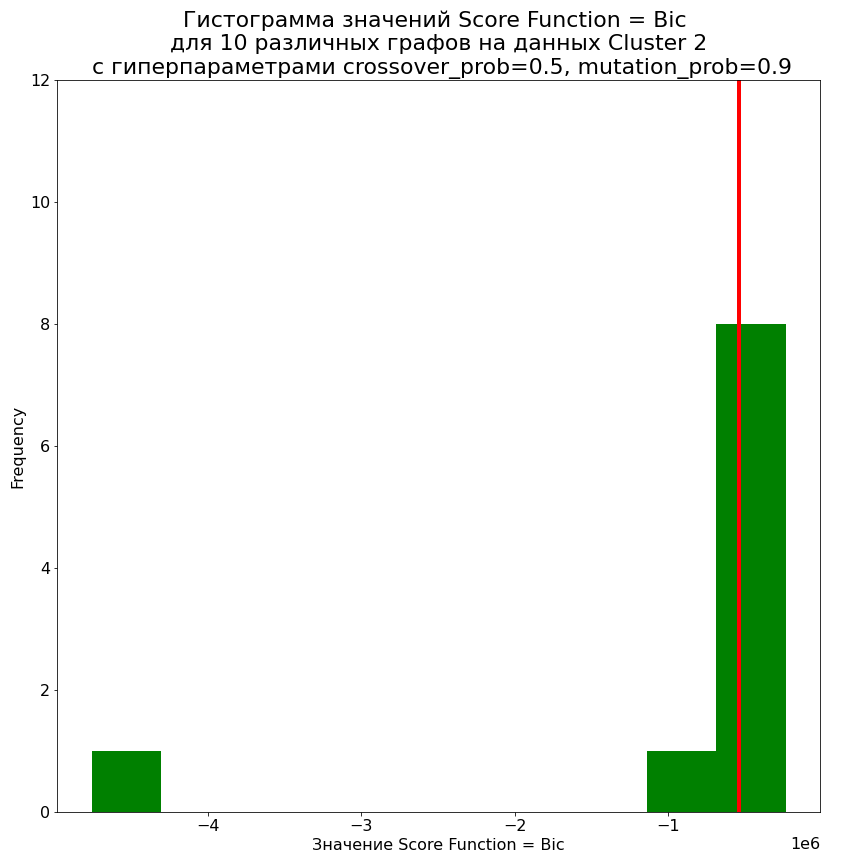 Гистограмма значений Score Function = Bic
для 10 различных графов на данных Cluster 2
с гиперпараметрами crossover_prob=0.5, mutation_prob=0.9
12
10
8
6
4
2
0
Frequency
−4
−3
−2
−1
1e6
Значение Score Function = Bic